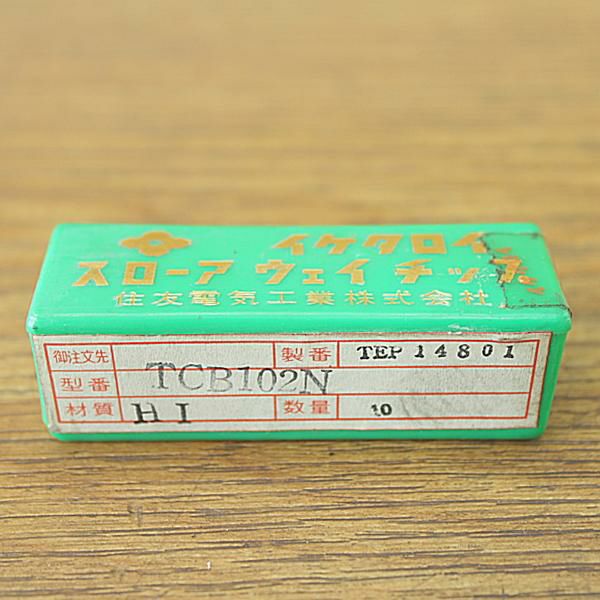 イゲタロイ
スローア ウェイ チップ
住友電気工業株式会社
御注文先 製番 TEP 14801
型番 TCB102N
材質 H1 数量 10